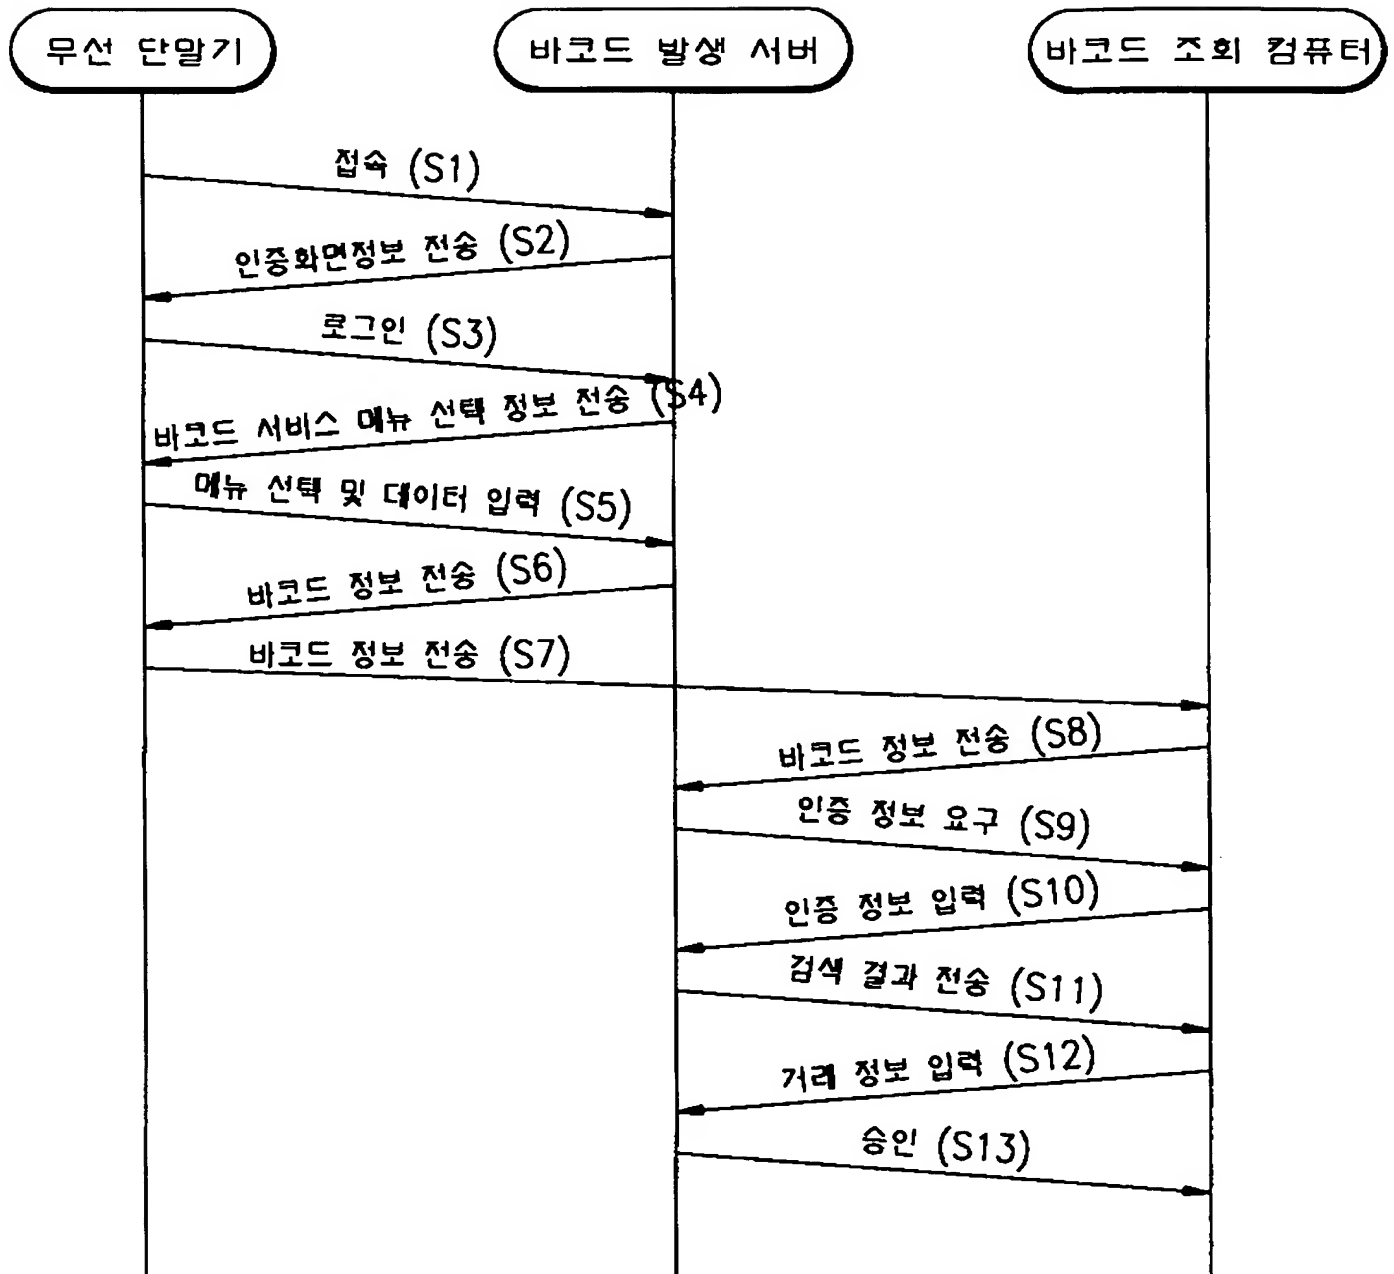 무선 단말기
바코드 발생 서버
바코드 조회 컴퓨터
접속 (S1)
인증화면정보 전송 (S2)
로그인 (S3)
바코드 서비스 메뉴 선택 정보 전송 (S4)
메뉴 선택 및 데이터 입력 (S5)
바코드 정보 전송 (S6)
바코드 정보 전송 (S7)
바코드 정보 전송 (S8)
인증 정보 요구 (S9)
인증 정보 입력 (S10)
검색 결과 전송 (S11)
거래 정보 입력 (S12)
승인 (S13)